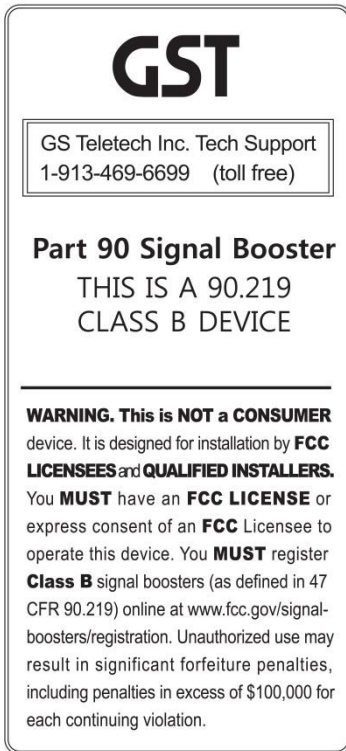 GST
GS Teletech Inc. Tech Support
1-913-469-6699 (toll free)
Part 90 Signal Booster
THIS IS A 90.219
CLASS B DEVICE
WARNING. This is NOT a CONSUMER
device. It is designed for installation by FCC
LICENSEES and QUALIFIED INSTALLERS.
You MUST have an FCC LICENSE or
express consent of an FCC Licensee to
operate this device. You MUST register
Class B signal boosters (as defined in 47
CFR 90.219) online at www.fcc.gov/signal-
boosters/registration. Unauthorized use may
result in significant forfeiture penalties,
including penalties in excess of $100,000 for
each continuing violation.